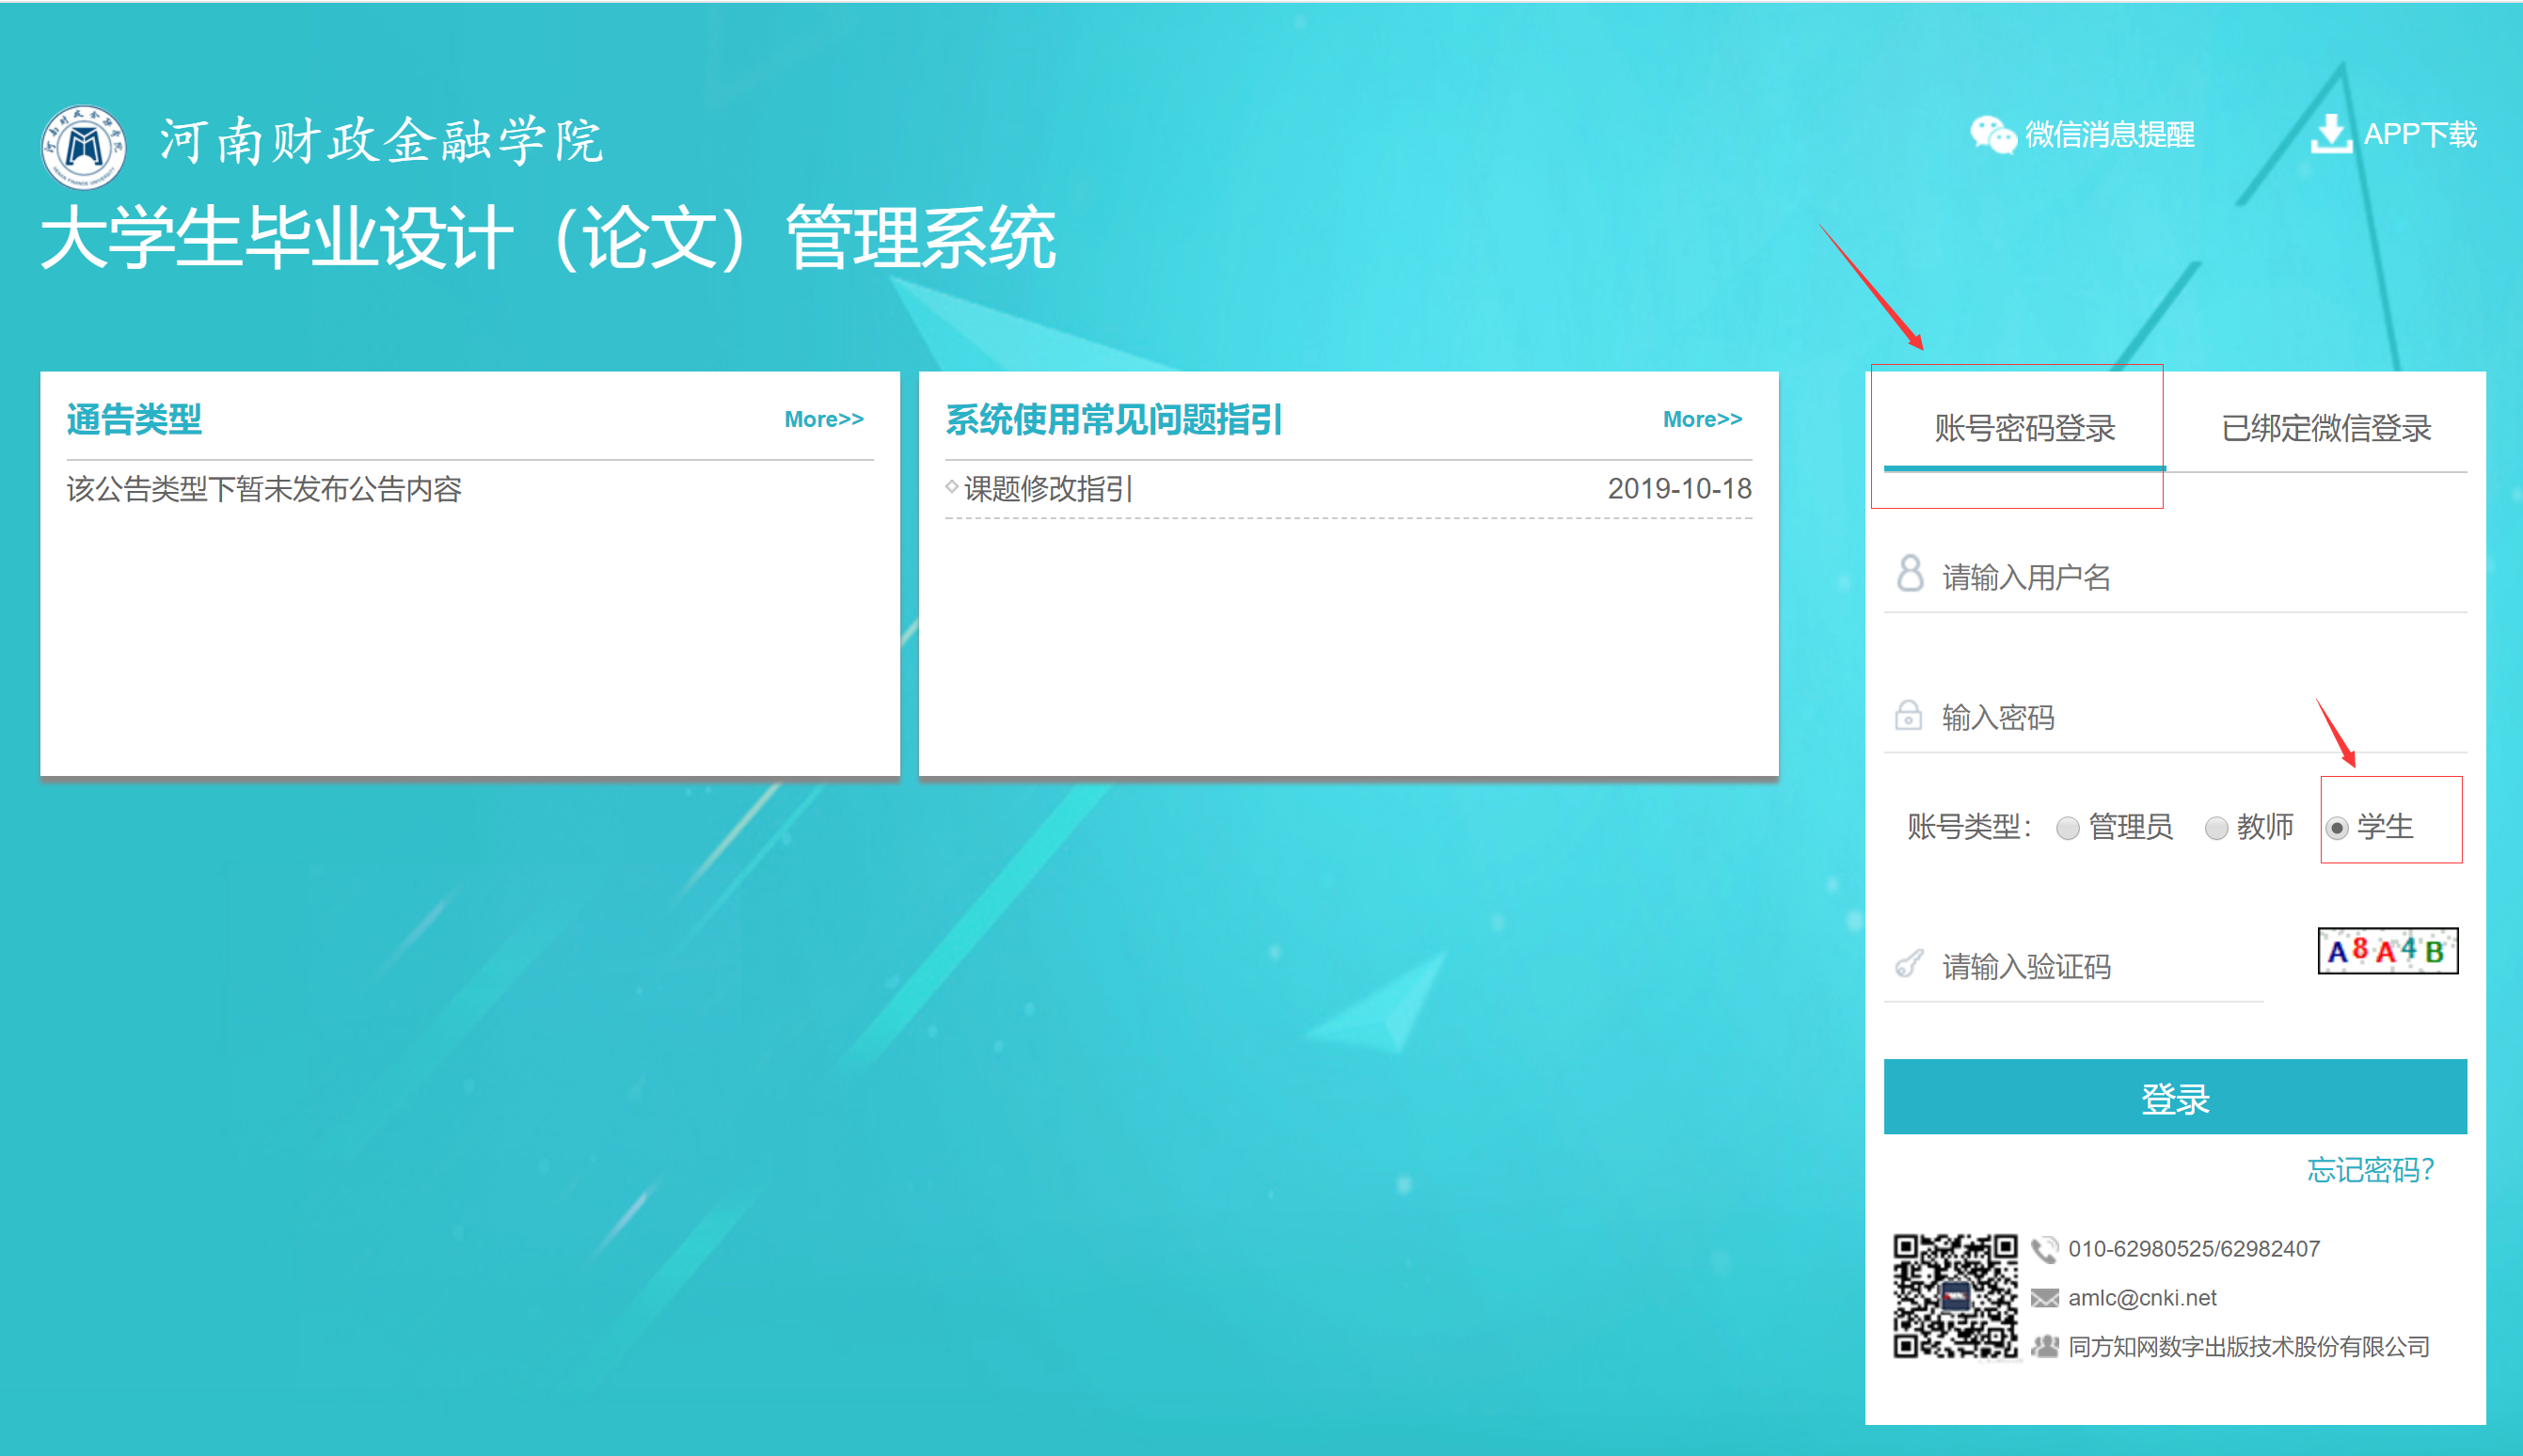 河南财政金融学院
微信消息提醒
APP下载
大学生毕业设计（论文）管理系统
通告类型
More>>
该公告类型下暂未发布公告内容
系统使用常见问题指引
More>>
课题修改指引
2019-10-18
账号密码登录
已绑定微信登录
请输入用户名
输入密码
账号类型: 管理员 教师 学生
请输入验证码
A8A4B
登录
忘记密码?
010-62980525/62982407
amlc@cnki.net
同方知网数字出版技术股份有限公司